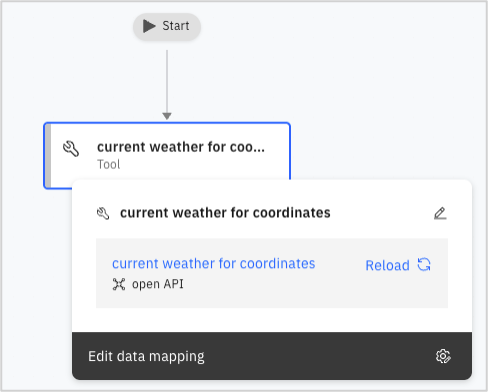 Start
current weather for coo...
Tool
current weather for coordinates
current weather for coordinates
Reload
open API
Edit data mapping